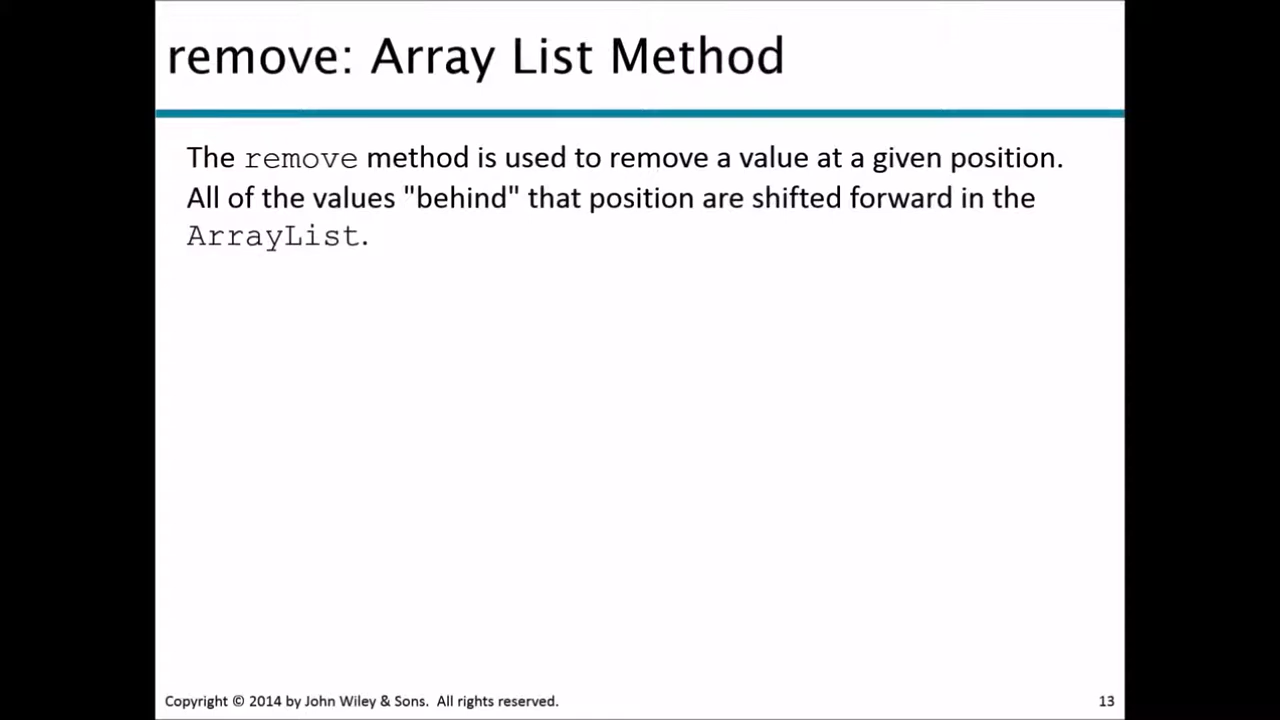 remove: Array List Method
The remove method is used to remove a value at a given position.
All of the values "behind" that position are shifted forward in the
ArrayList.
Copyright © 2014 by John Wiley & Sons.  All rights reserved.
13